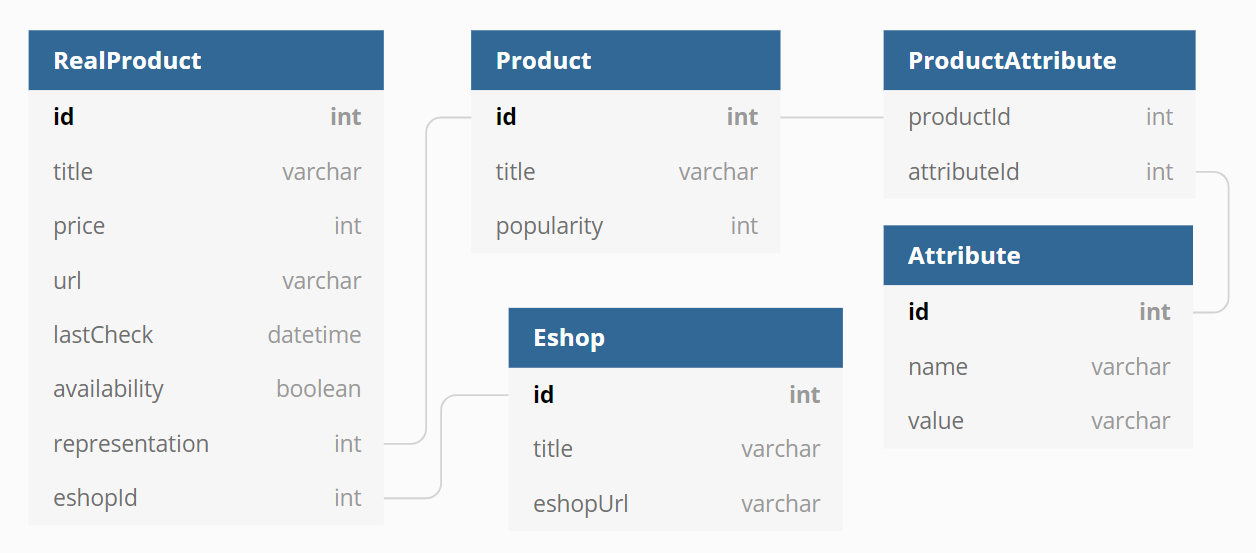 RealProduct
id int
title varchar
price int
url varchar
lastCheck datetime
availability boolean
representation int
eshopId int
Product
id int
title varchar
popularity int
Eshop
id int
title varchar
eshopUrl varchar
ProductAttribute
productId int
attributeId int
Attribute
id int
name varchar
value varchar